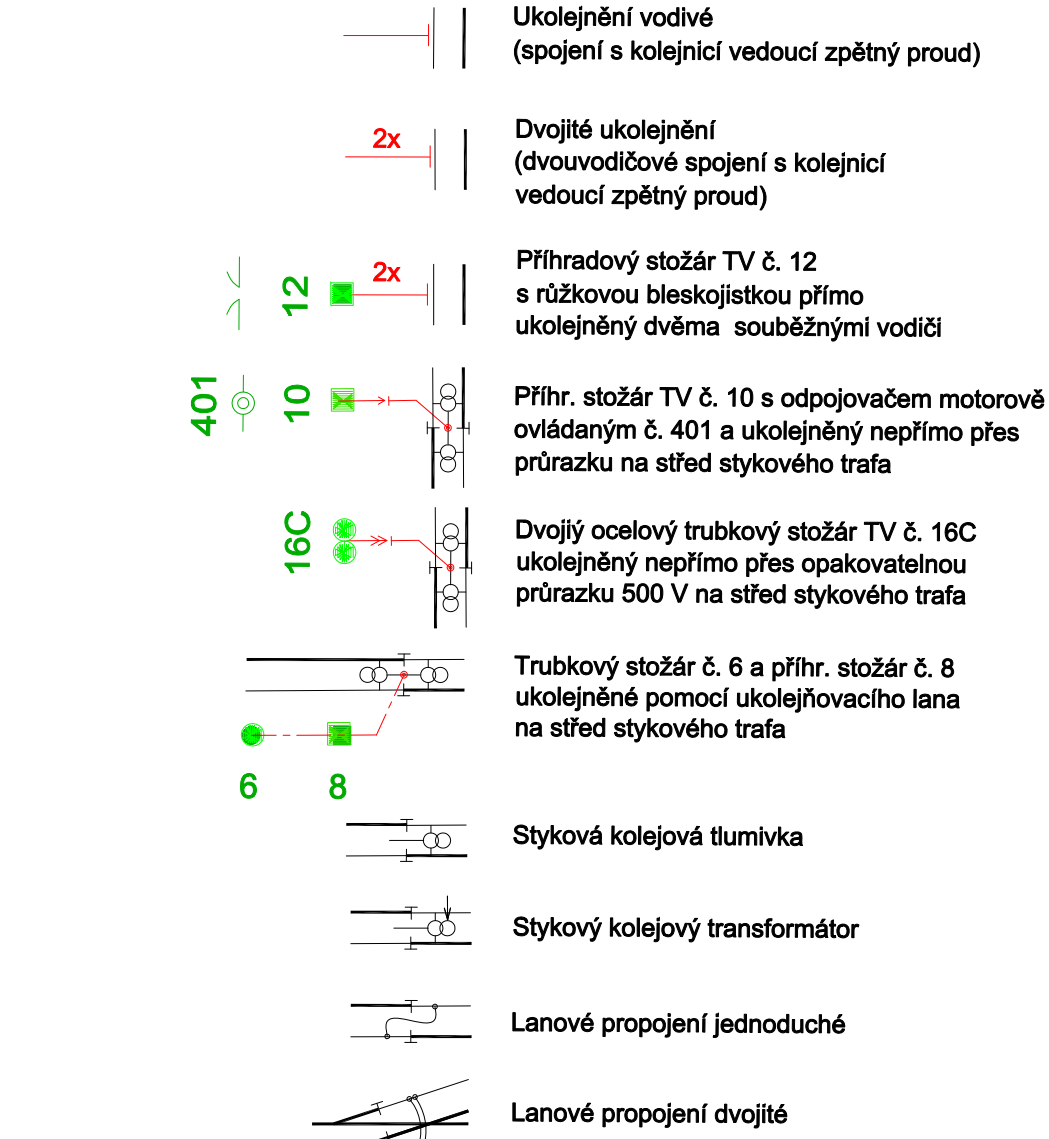 Ukolejnění vodivé
(spojení s kolejnicí vedoucí zpětný proud)
2x
Dvojité ukolejnění
(dvouvodičové spojení s kolejnicí
vedoucí zpětný proud)
12
2x
Příhradový stožár TV č. 12
s růžkovou bleskojistkou přímo
ukolejněný dvěma souběžnými vodiči
401
10
Příhr. stožár TV č. 10 s odpojovačem motorově
ovládaným č. 401 a ukolejněný nepřímo přes
průrazku na střed stykového trafa
16C
Dvojiý ocelový trubkový stožár TV č. 16C
ukolejněný nepřímo přes opakovatelnou
průrazku 500 V na střed stykového trafa
6
8
Trubkový stožár č. 6 a příhr. stožár č. 8
ukolejněné pomocí ukolejňovacího lana
na střed stykového trafa
Styková kolejová tlumivka
Stykový kolejový transformátor
Lanové propojení jednoduché
Lanové propojení dvojité